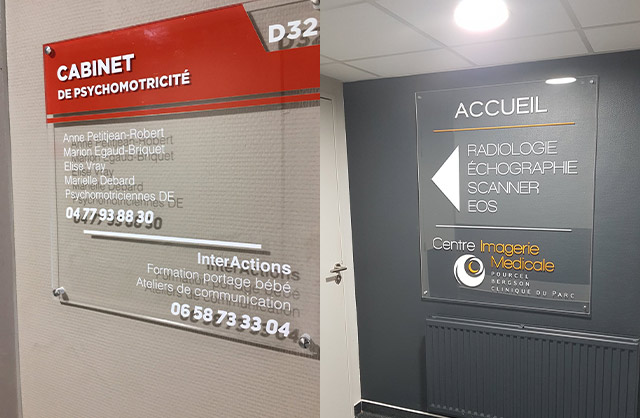 D32
CABINET
DE PSYCHOMOTRICITÉ
Anne Petitjean-Robert
Marion Egaud-Briquet
Elise Vray
Marielle Debard
Psychomotriciennes DE
04 77 93 88 30
InterActions
Formation portage bébé
Ateliers de communication
06 58 73 33 04
ACCUEIL
RADIOLOGIE
ÉCHOGRAPHIE
SCANNER
EOS
Centre Imagerie
Medicale
POURCEL
BERGSON
CLINIQUE DU PARC